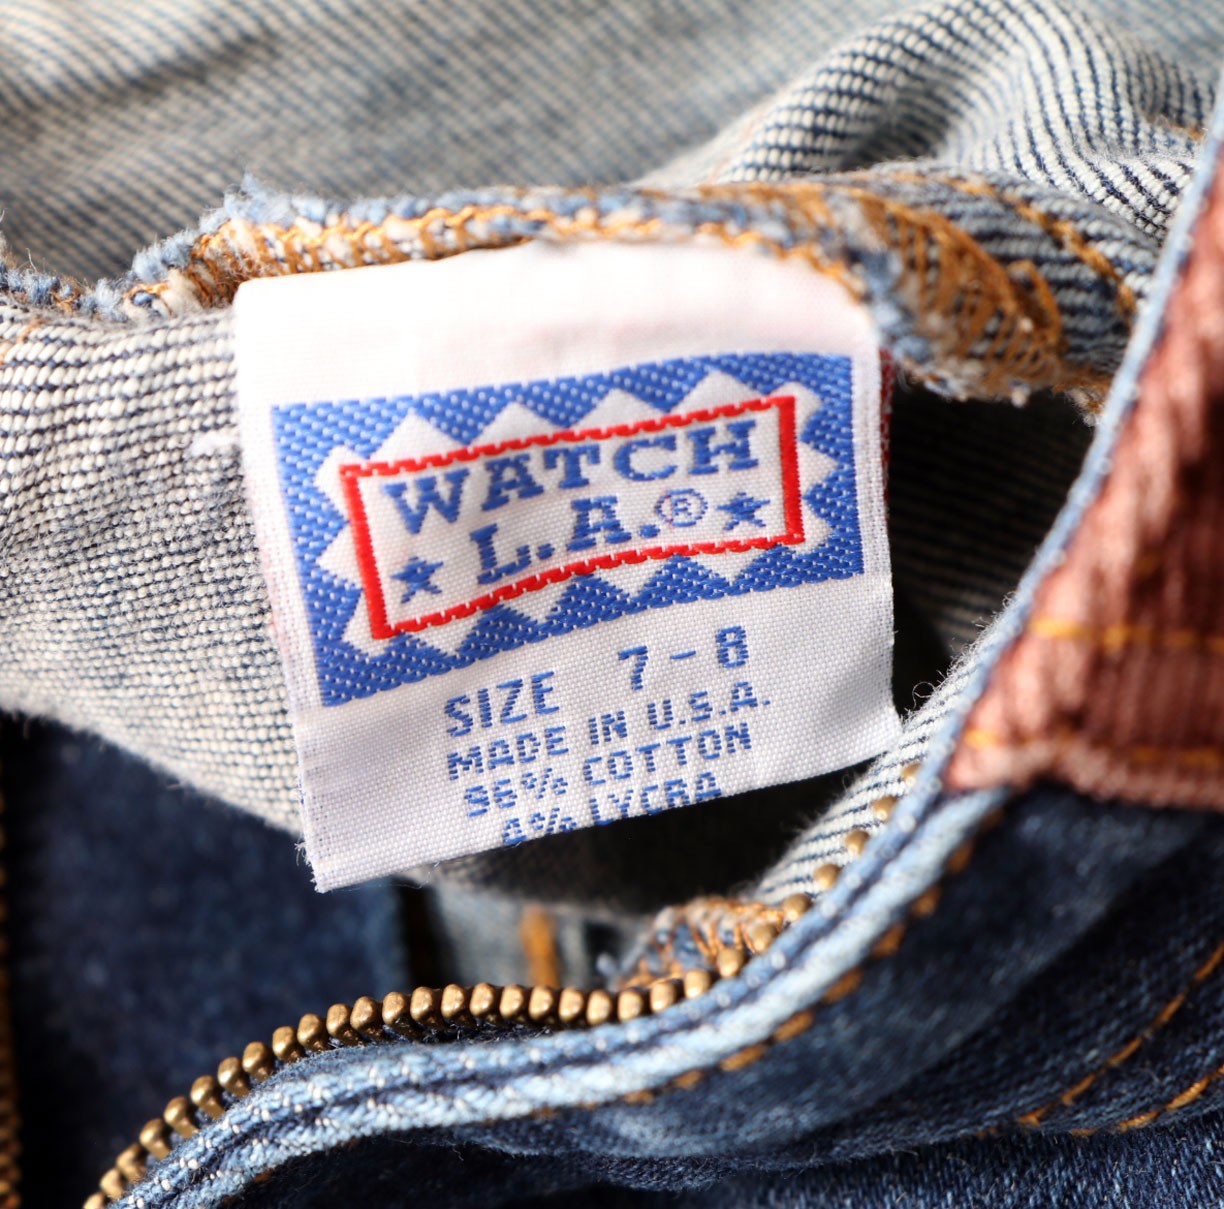 WATCH
L.A.®
SIZE 7-8
MADE IN U.S.A.
96% COTTON
4% LYCRA